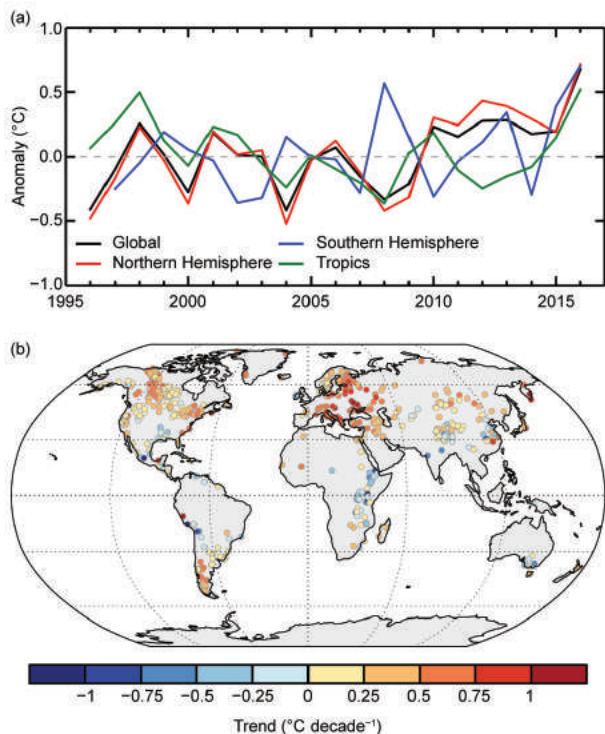 (a)
1.0
0.5
0.0
−0.5
−1.0
Anomaly (°C)
Global
Southern Hemisphere
Northern Hemisphere
Tropics
1995 2000 2005 2010 2015
(b)
−1 −0.75 −0.5 −0.25 0 0.25 0.5 0.75 1
Trend (°C decade⁻¹)